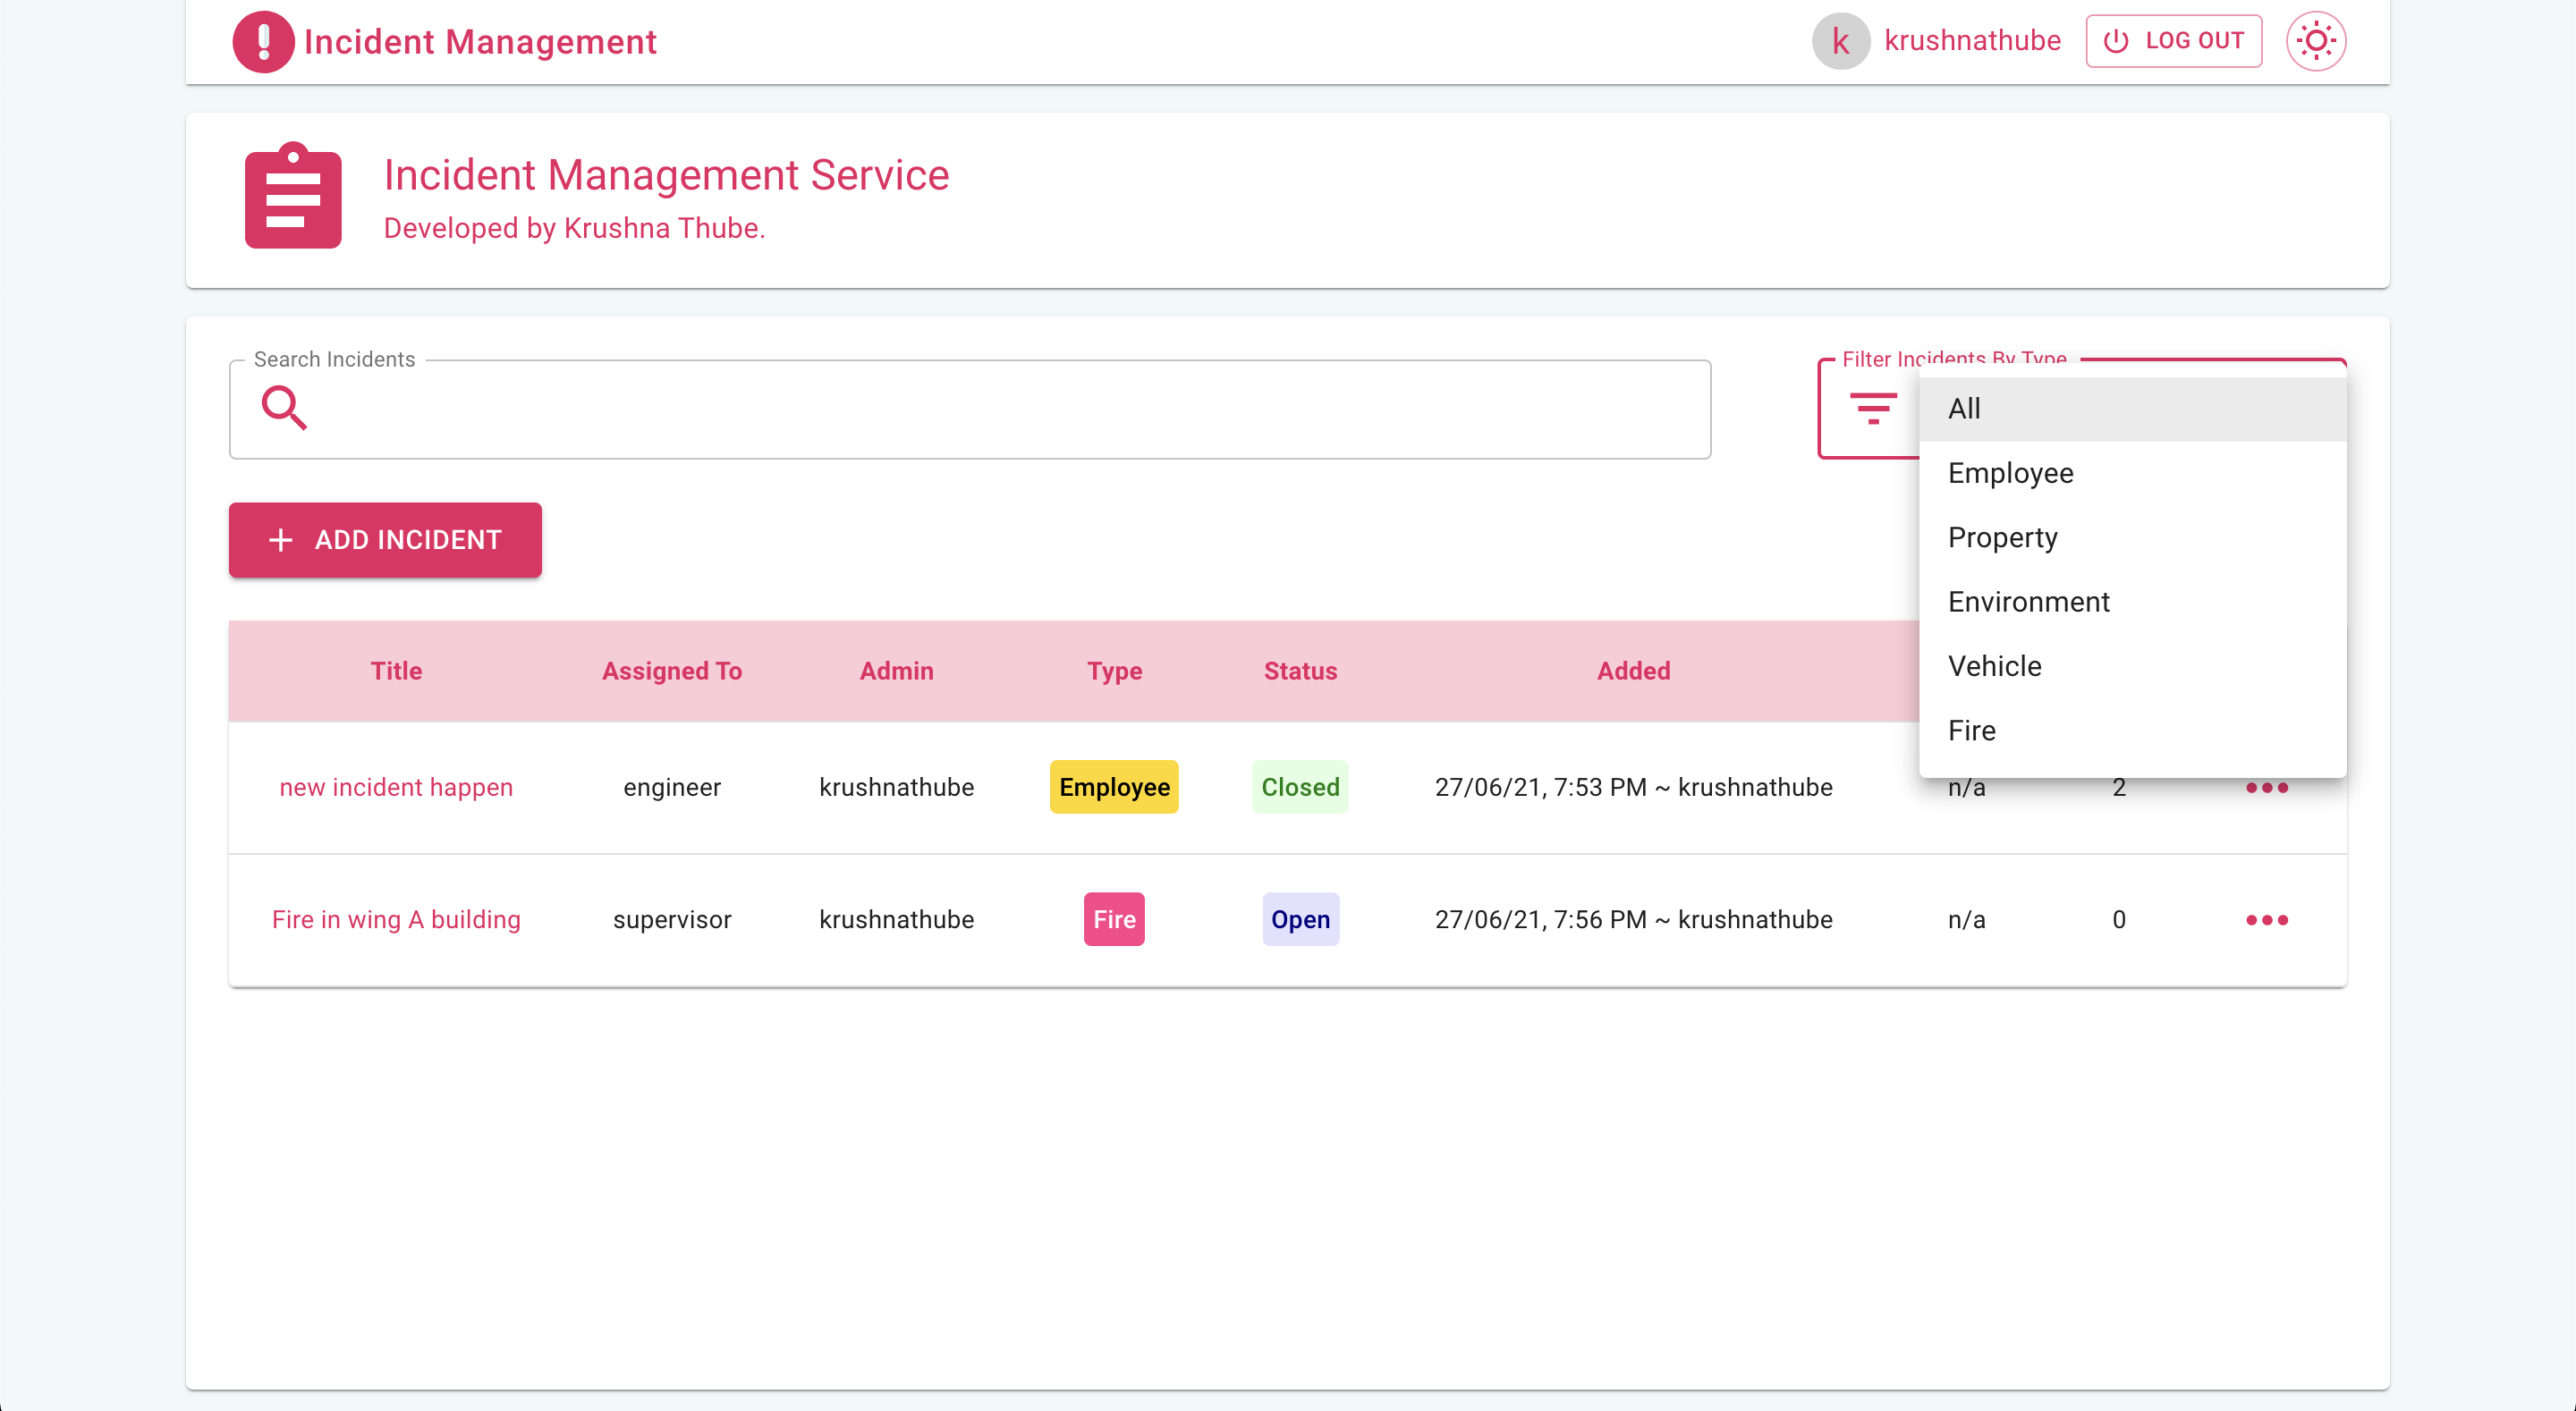 Incident Management
k krushnathube LOG OUT
Incident Management Service
Developed by Krushna Thube.
Search Incidents
Filter Incidents By Type
All
Employee
Property
Environment
Vehicle
Fire
+ ADD INCIDENT
Title Assigned To Admin Type Status Added
new incident happen engineer krushnathube Employee Closed 27/06/21, 7:53 PM ~ krushnathube n/a 2
Fire in wing A building supervisor krushnathube Fire Open 27/06/21, 7:56 PM ~ krushnathube n/a 0